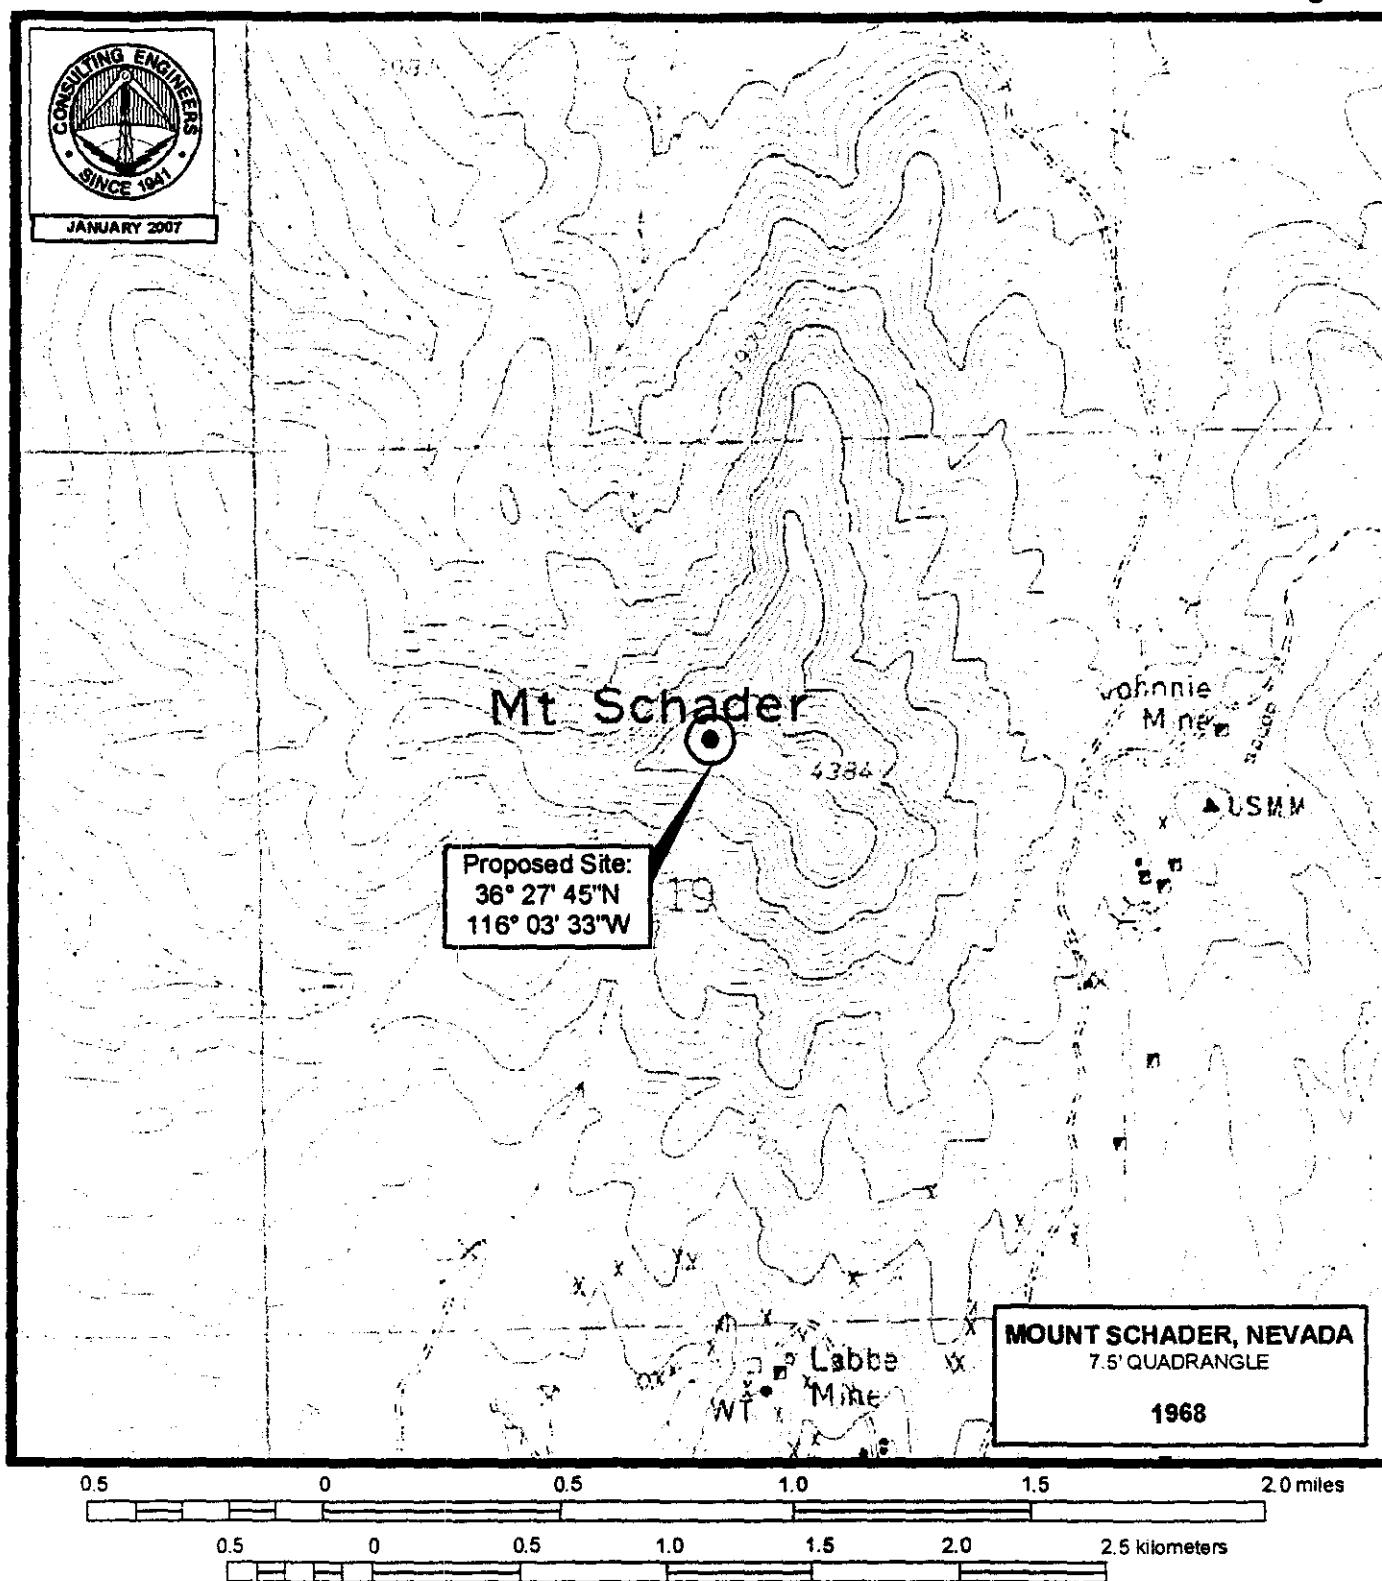 CONSULTING ENGINEERS
SINCE 1941
JANUARY 2007
Mt Schader
4384
Johnnie
Mine
USMM
Proposed Site:
36° 27' 45"N
116° 03' 33"W
19
Labbe
Mine
WT
MOUNT SCHADER, NEVADA
7.5' QUADRANGLE
1968
0.5 0 0.5 1.0 1.5 2.0 miles
0.5 0 0.5 1.0 1.5 2.0 2.5 kilometers